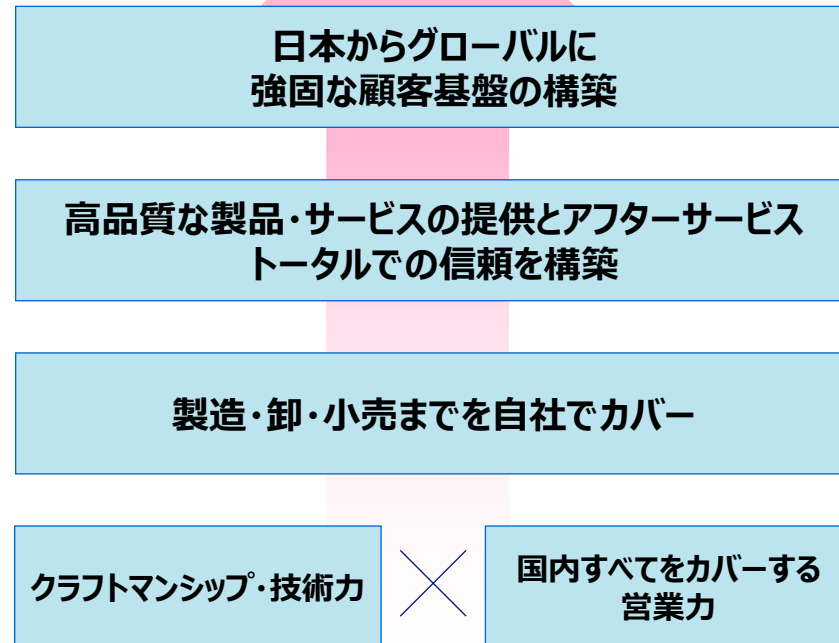 日本からグローバルに
強固な顧客基盤の構築
高品質な製品・サービスの提供とアフターサービス
トータルでの信頼を構築
製造・卸・小売までを自社でカバー
クラフトマンシップ・技術力
国内すべてをカバーする
営業力